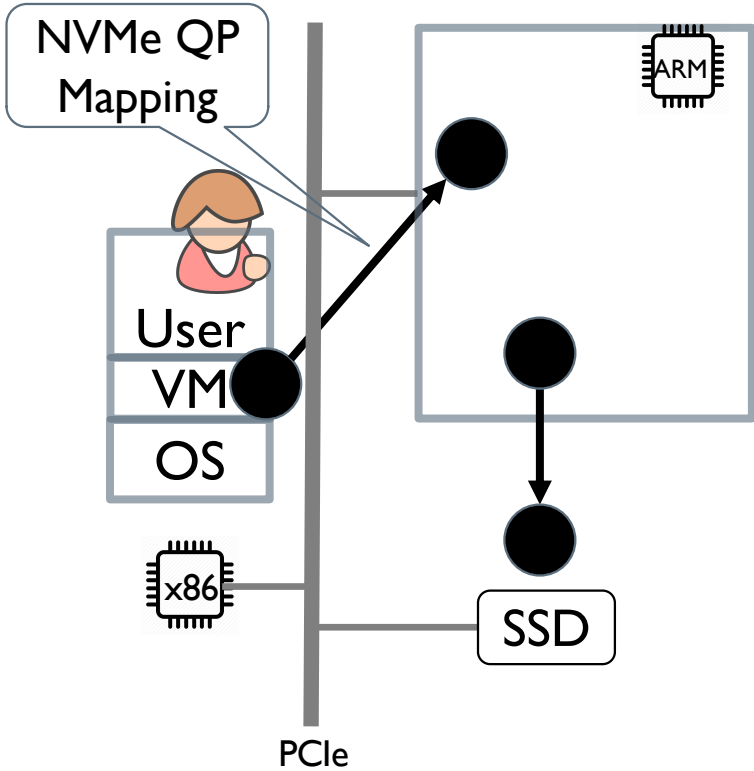 NVMe QP
Mapping
ARM
User
VM
OS
x86
SSD
PCIe